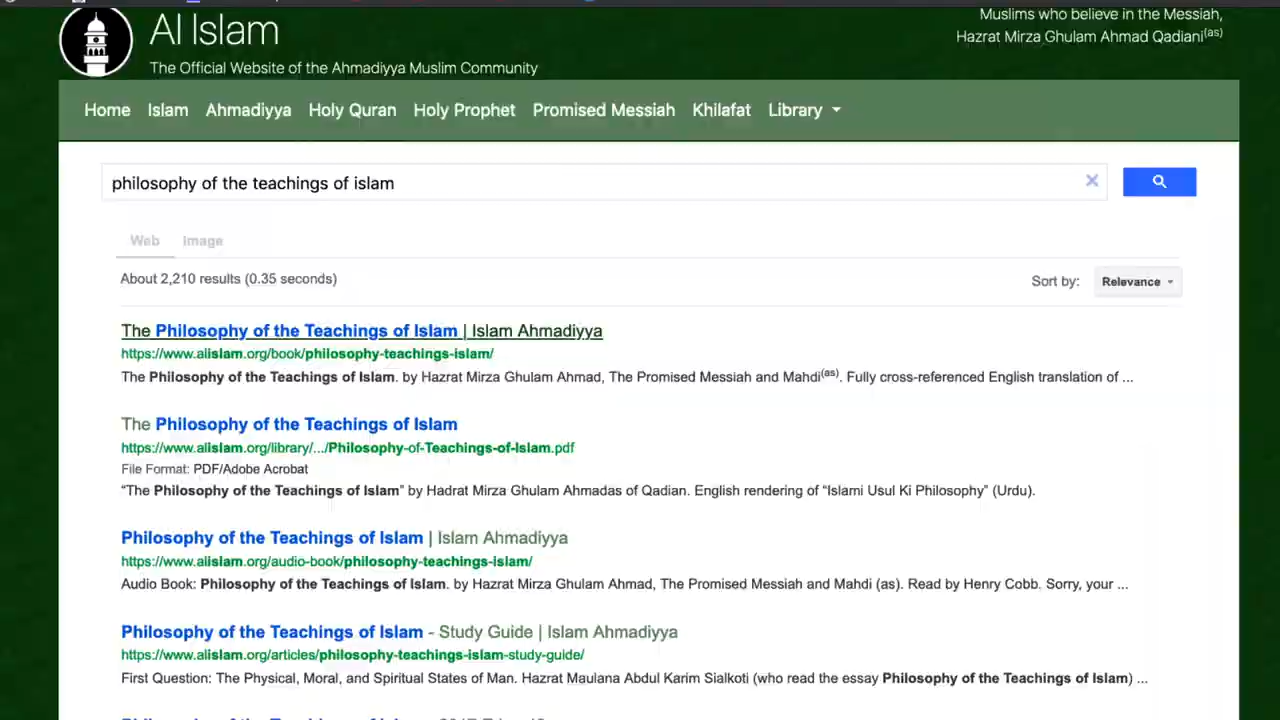 Al Islam
Muslims who believe in the Messiah,
Hazrat Mirza Ghulam Ahmad Qadiani(as)
The Official Website of the Ahmadiyya Muslim Community
Home Islam Ahmadiyya Holy Quran Holy Prophet Promised Messiah Khilafat Library
philosophy of the teachings of islam
Web Image
About 2,210 results (0.35 seconds)
Sort by: Relevance
The Philosophy of the Teachings of Islam | Islam Ahmadiyya
https://www.alislam.org/book/philosophy-teachings-islam/
The Philosophy of the Teachings of Islam. by Hazrat Mirza Ghulam Ahmad, The Promised Messiah and Mahdi(as). Fully cross-referenced English translation of ...
The Philosophy of the Teachings of Islam
https://www.alislam.org/library/.../Philosophy-of-Teachings-of-Islam.pdf
File Format: PDF/Adobe Acrobat
“The Philosophy of the Teachings of Islam” by Hadrat Mirza Ghulam Ahmadas of Qadian. English rendering of “Islami Usul Ki Philosophy” (Urdu).
Philosophy of the Teachings of Islam | Islam Ahmadiyya
https://www.alislam.org/audio-book/philosophy-teachings-islam/
Audio Book: Philosophy of the Teachings of Islam. by Hazrat Mirza Ghulam Ahmad, The Promised Messiah and Mahdi (as). Read by Henry Cobb. Sorry, your ...
Philosophy of the Teachings of Islam - Study Guide | Islam Ahmadiyya
https://www.alislam.org/articles/philosophy-teachings-islam-study-guide/
First Question: The Physical, Moral, and Spiritual States of Man. Hazrat Maulana Abdul Karim Sialkoti (who read the essay Philosophy of the Teachings of Islam) ...